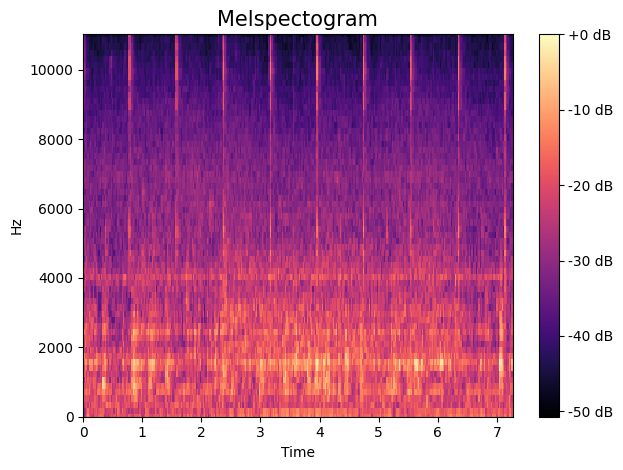 Melspectogram
+0 dB
10000
-10 dB
8000
-20 dB
Hz
6000
-30 dB
4000
-40 dB
2000
-50 dB
0
0 1 2 3 4 5 6 7
Time